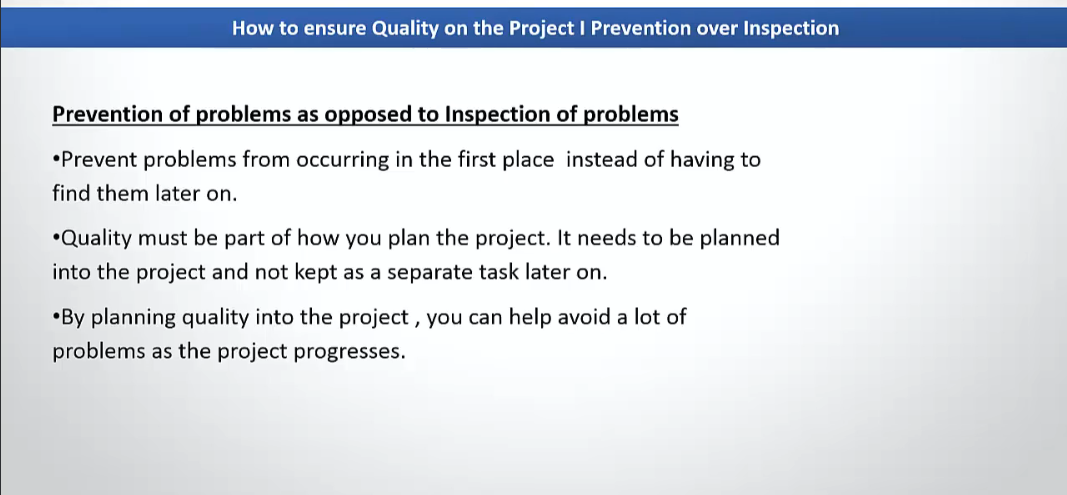 How to ensure Quality on the Project I Prevention over Inspection
Prevention of problems as opposed to Inspection of problems
•Prevent problems from occurring in the first place  instead of having to
find them later on.
•Quality must be part of how you plan the project. It needs to be planned
into the project and not kept as a separate task later on.
•By planning quality into the project , you can help avoid a lot of
problems as the project progresses.